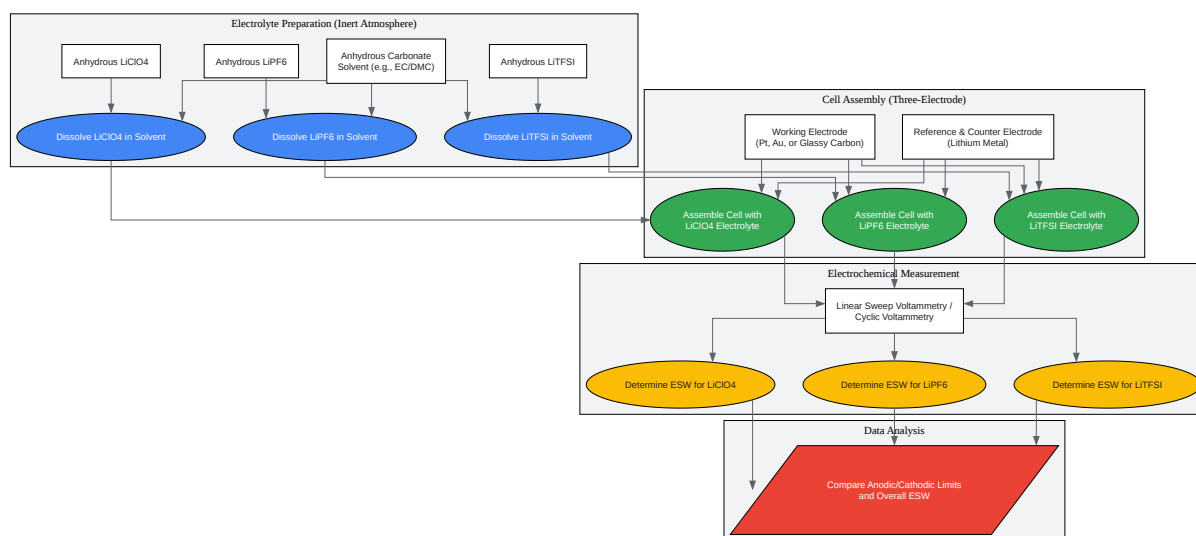 Electrolyte Preparation (Inert Atmosphere)
Anhydrous LiClO4
Anhydrous LiPF6
Anhydrous Carbonate
Solvent (e.g., EC/DMC)
Anhydrous LiTFSI
Dissolve LiClO4 in Solvent
Dissolve LiPF6 in Solvent
Dissolve LiTFSI in Solvent
Cell Assembly (Three-Electrode)
Working Electrode
(Pt, Au, or Glassy Carbon)
Reference & Counter Electrode
(Lithium Metal)
Assemble Cell with
LiClO4 Electrolyte
Assemble Cell with
LiPF6 Electrolyte
Assemble Cell with
LiTFSI Electrolyte
Electrochemical Measurement
Linear Sweep Voltammetry /
Cyclic Voltammetry
Determine ESW for LiClO4
Determine ESW for LiPF6
Determine ESW for LiTFSI
Data Analysis
Compare Anodic/Cathodic Limits
and Overall ESW